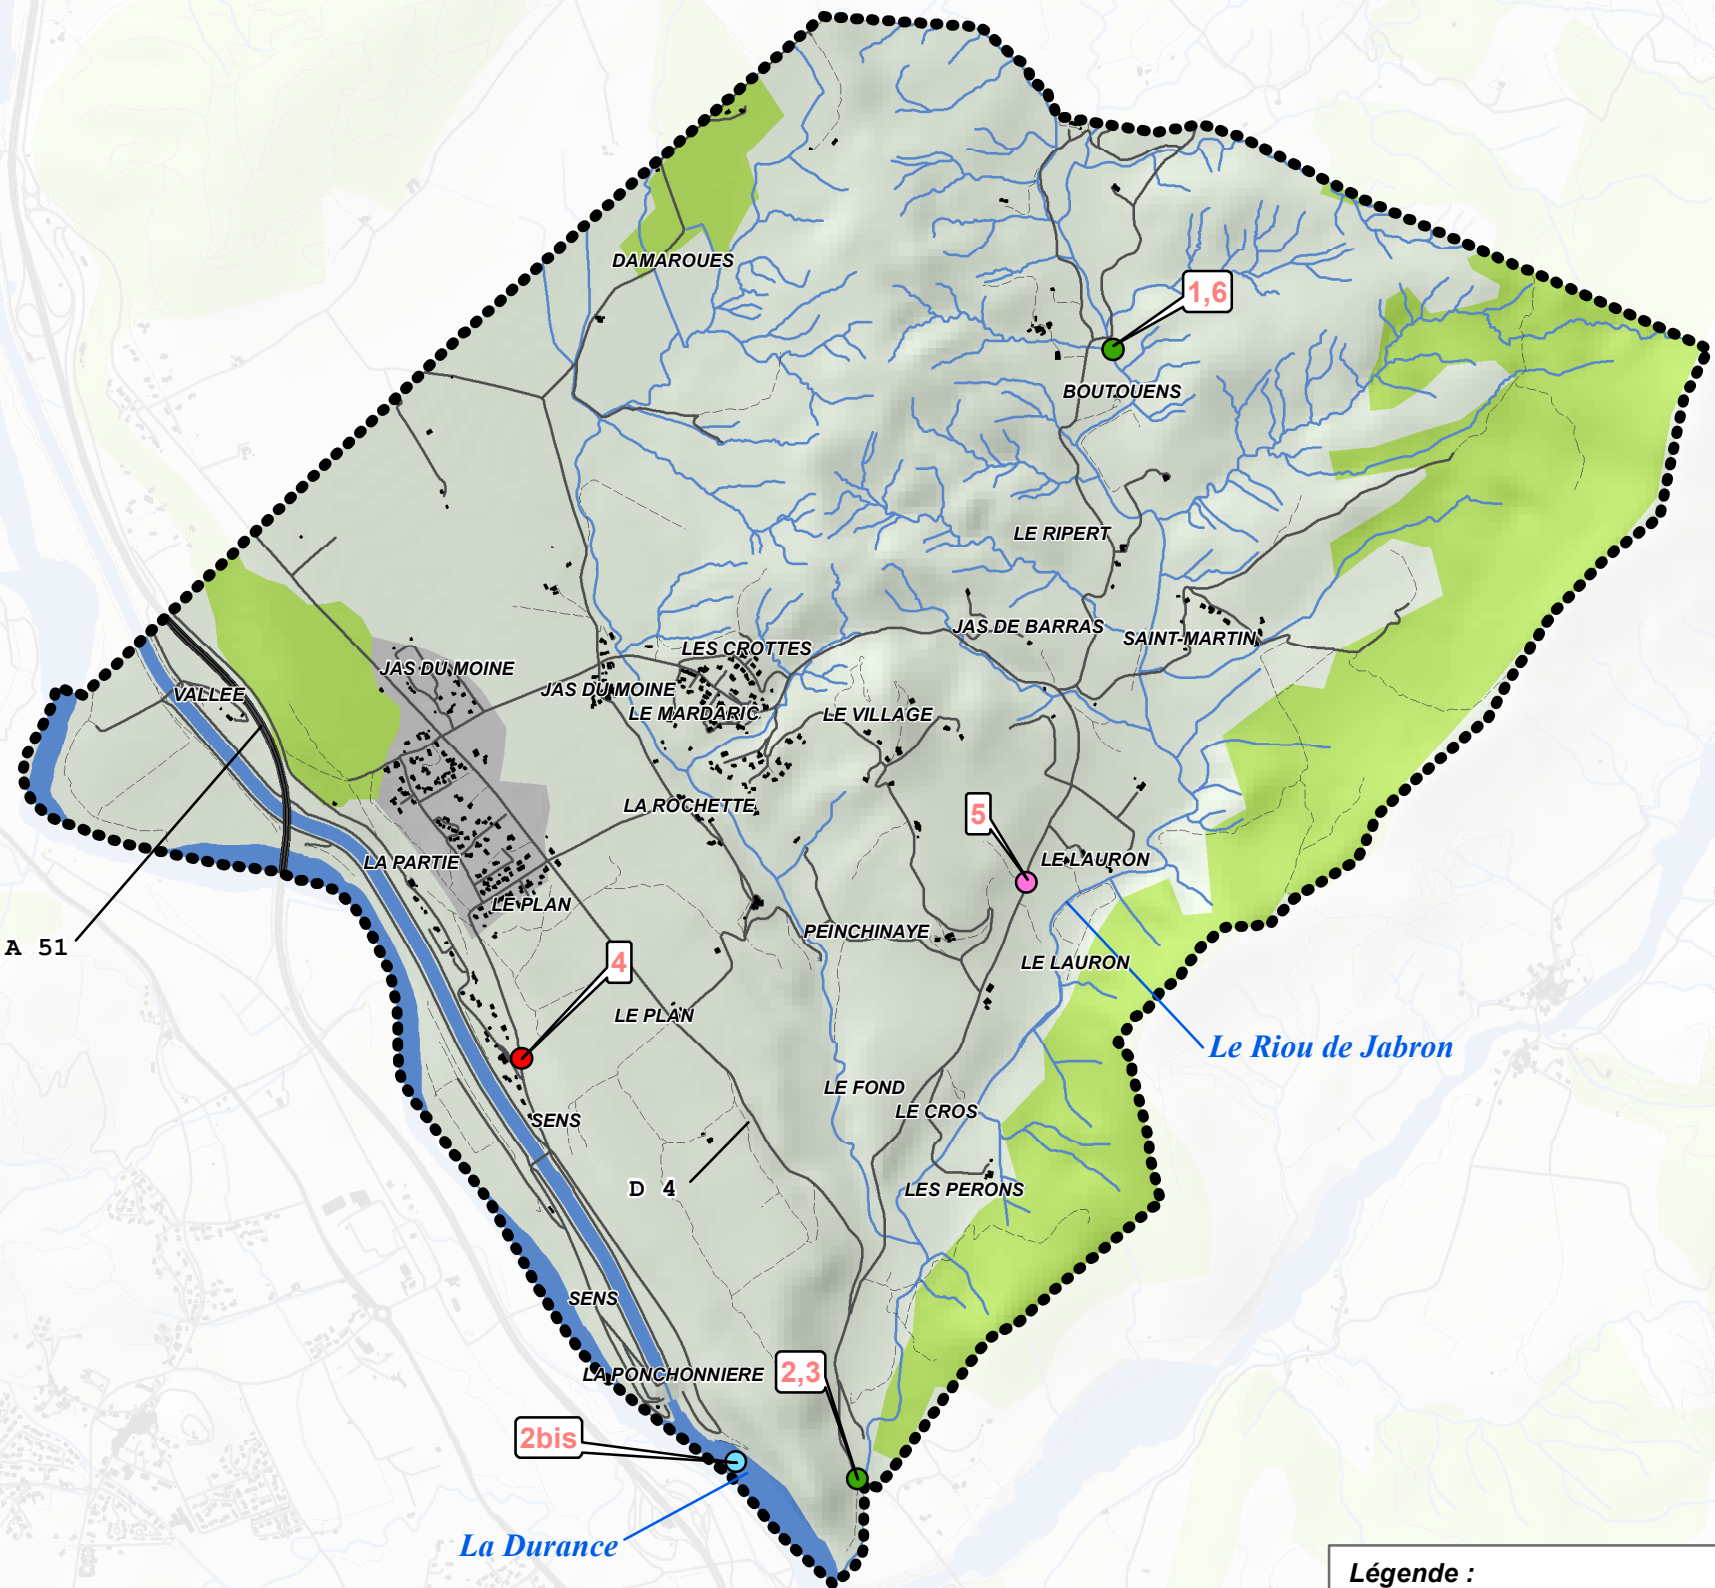 DAMAROUES
1,6
BOUTOUENS
LE RIPERT
JAS DE BARRAS
SAINT-MARTIN
LES CROTTES
JAS DU MOINE
JAS DU MOINE
VALLEE
LE MARDARIC
LE VILLAGE
LA ROCHETTE
5
LE LAURON
LA PARTIE
LE PLAN
PEINCHINAYE
A 51
4
LE LAURON
LE PLAN
Le Riou de Jabron
LE FOND
LE CROS
SENS
D 4
LES PERONS
SENS
LA PONCHONNIERE
2,3
2bis
La Durance
Légende :